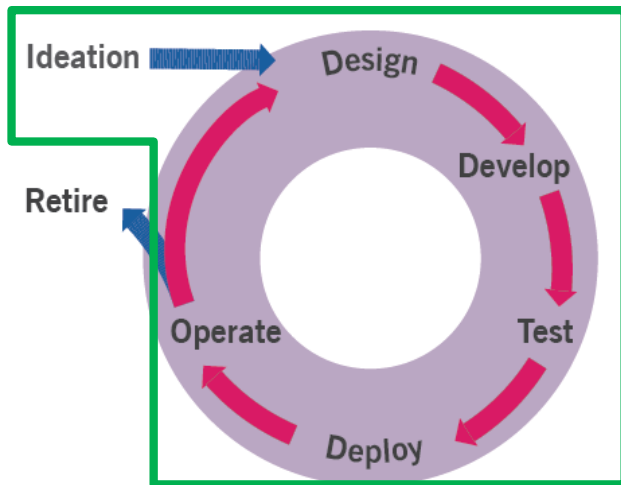 Ideation
Design
Develop
Retire
Operate
Test
Deploy